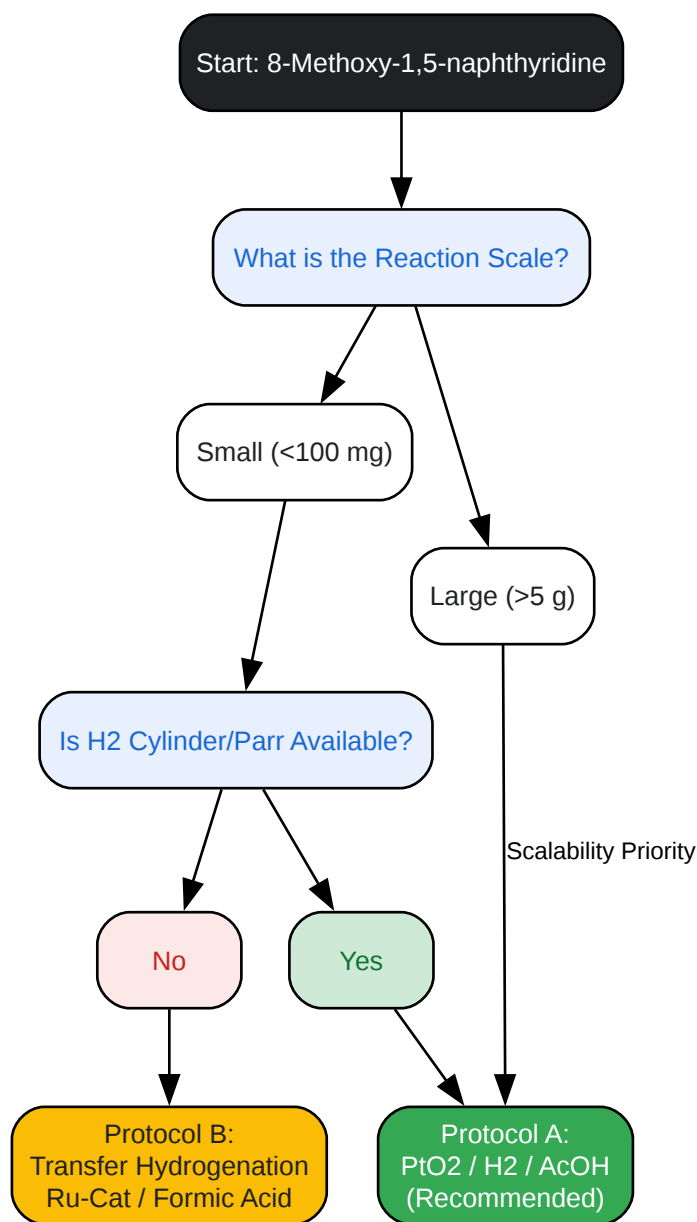 Start: 8-Methoxy-1,5-naphthyridine
What is the Reaction Scale?
Small (<100 mg)
Large (>5 g)
Is H2 Cylinder/Parr Available?
Scalability Priority
No
Yes
Protocol B:
Transfer Hydrogenation
Ru-Cat / Formic Acid
Protocol A:
PtO2 / H2 / AcOH
(Recommended)